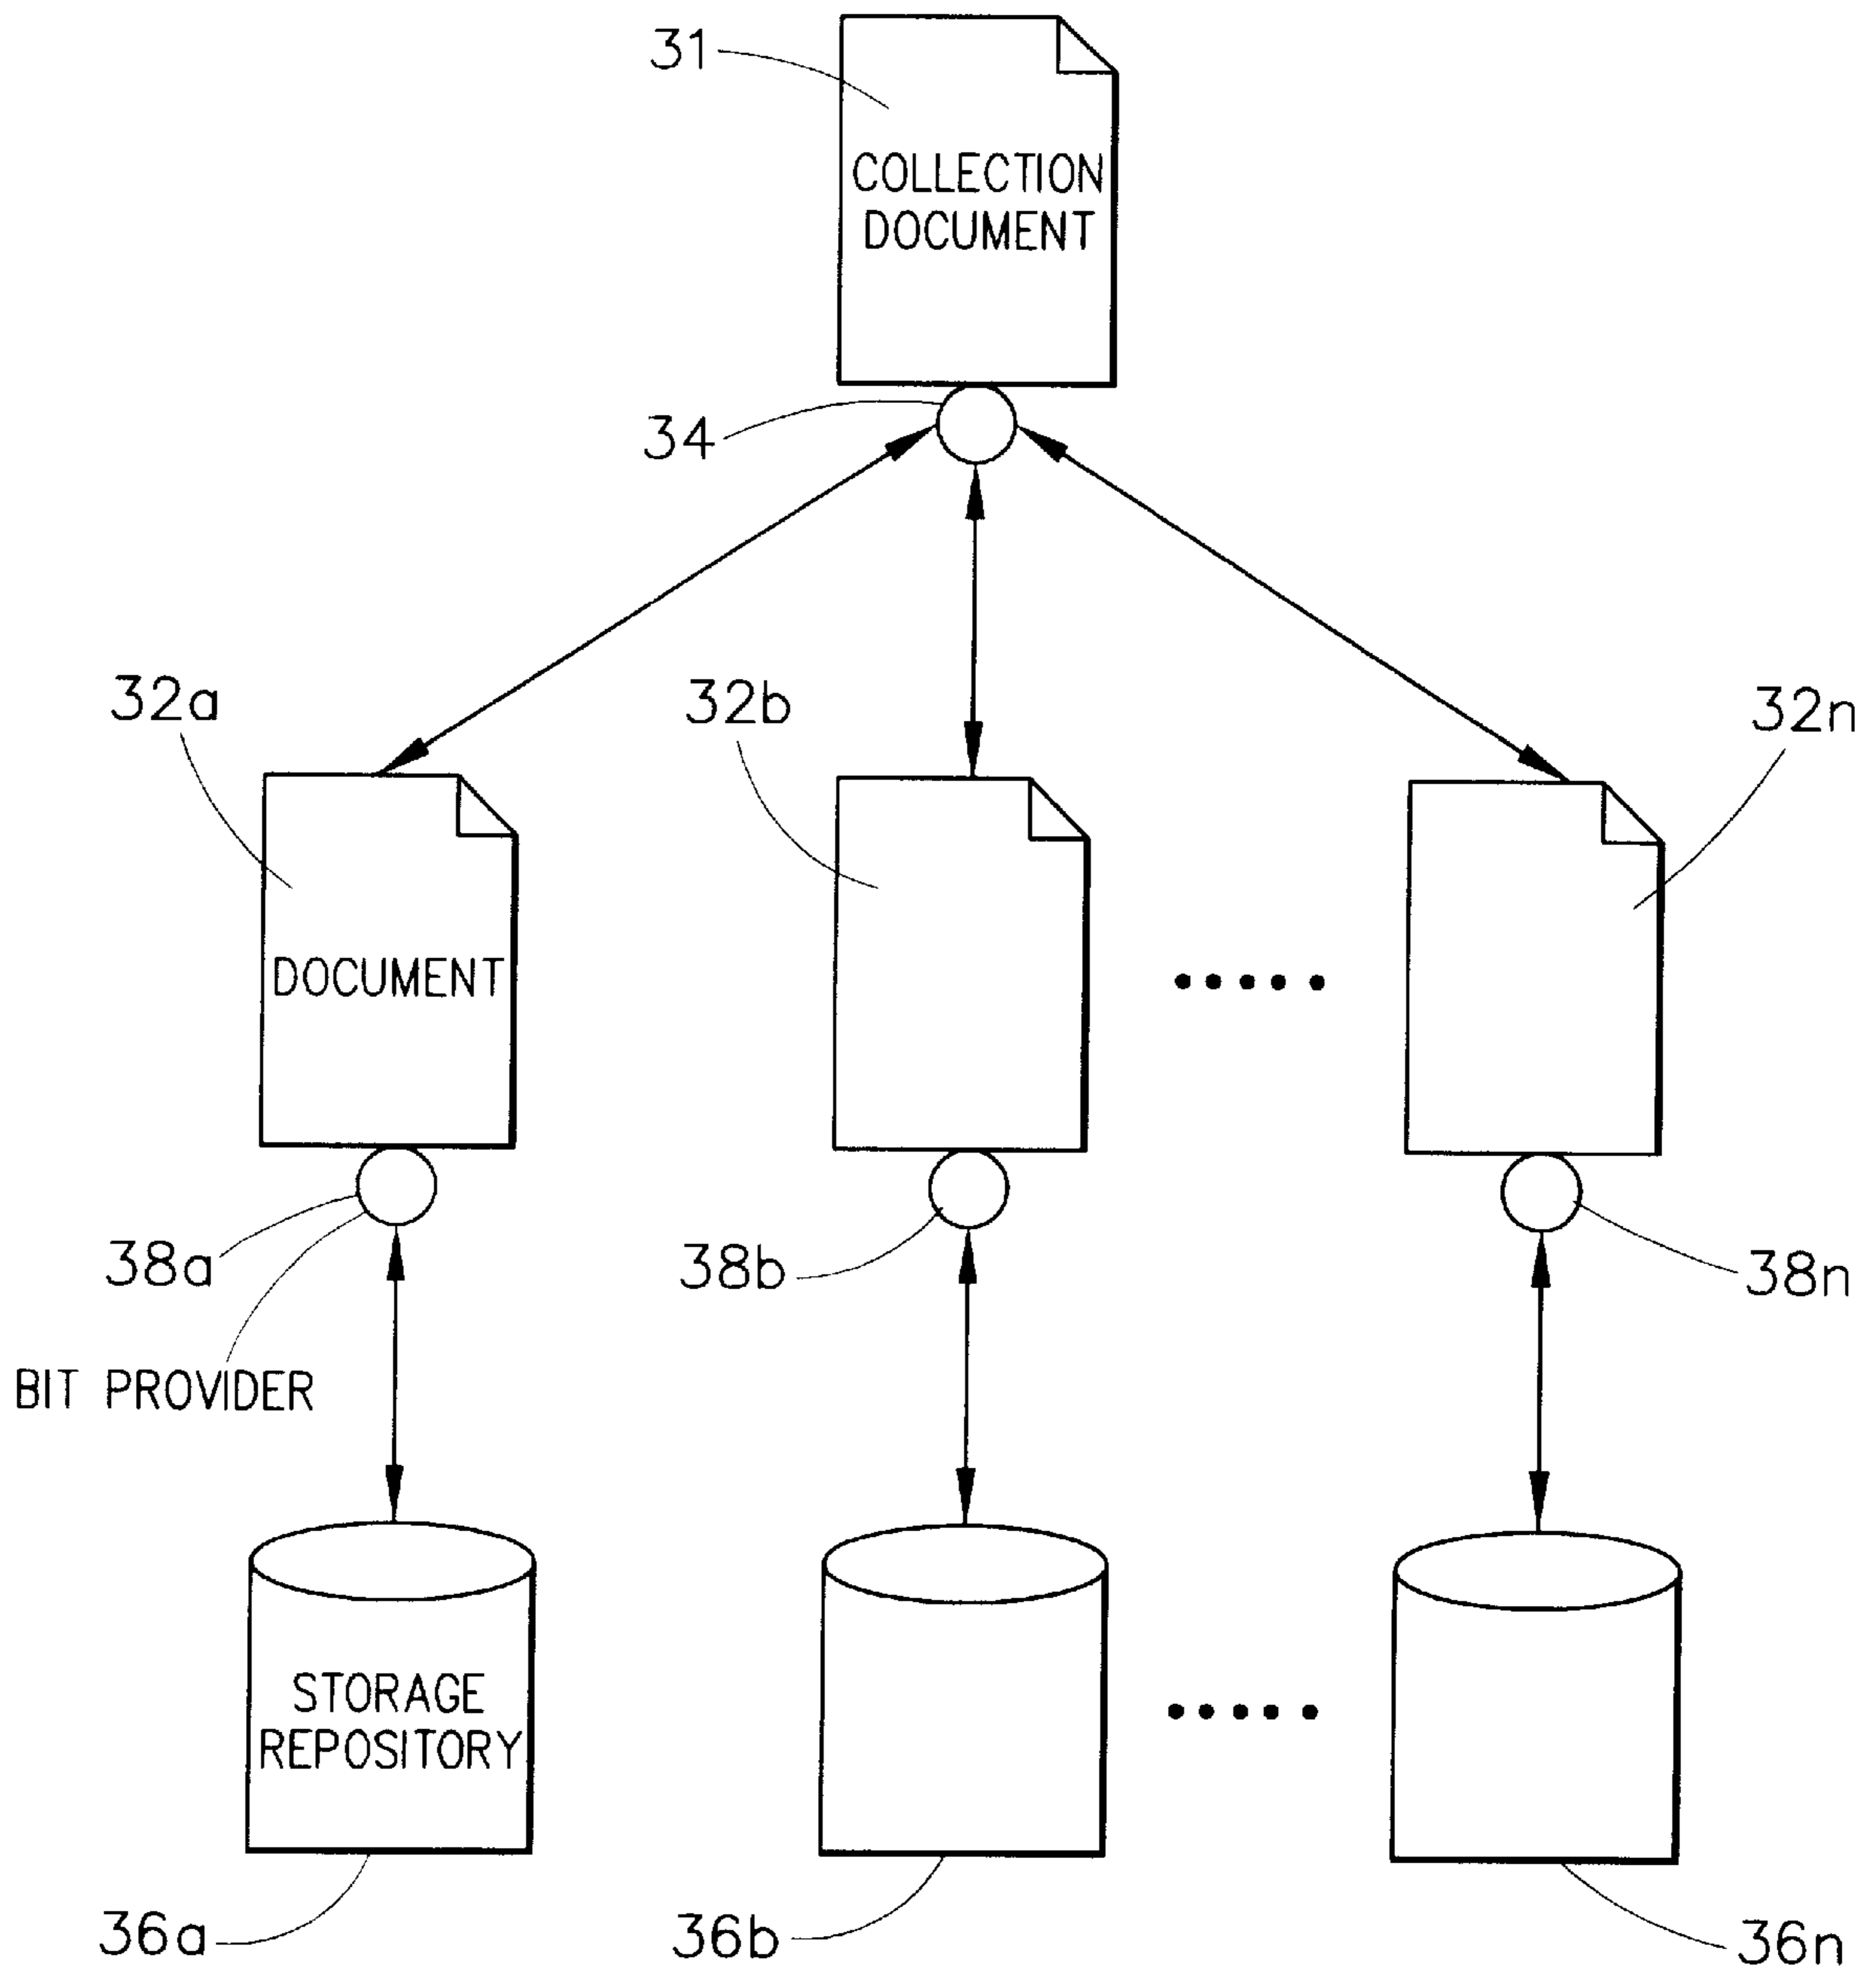 31
COLLECTION
DOCUMENT
34
32a
32b
32n
DOCUMENT
38a
38b
38n
BIT PROVIDER
STORAGE
REPOSITORY
36a
36b
36n